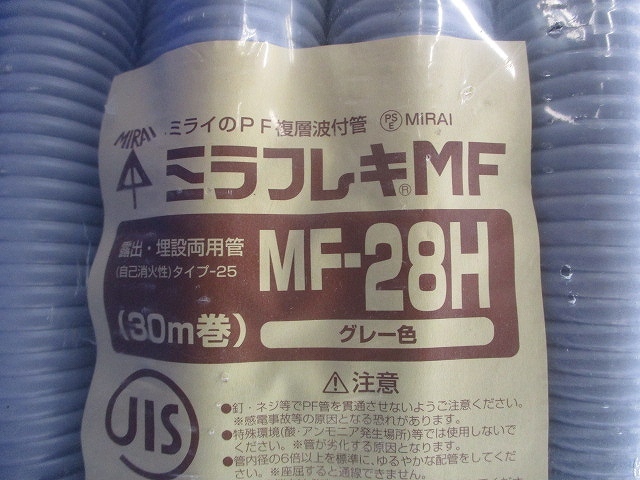 ミライのPF複層波付管 PSE MIRAI
MIRAI
ミラフレキ®MF
露出・埋設両用管
(自己消火性)タイプ-25
MF-28H
(30m巻)
グレー色
⚠注意
JIS
●釘・ネジ等でPF管を貫通させないようご注意ください。
※感電事故等の原因となる恐れがあります。
●特殊環境(酸・アンモニア発生場所)等では使用しないで
ください。※管が劣化する原因となります。
●管内径の6倍以上を標準に、ゆるやかな配管をしてくだ
さい。※座屈すると通線できません。